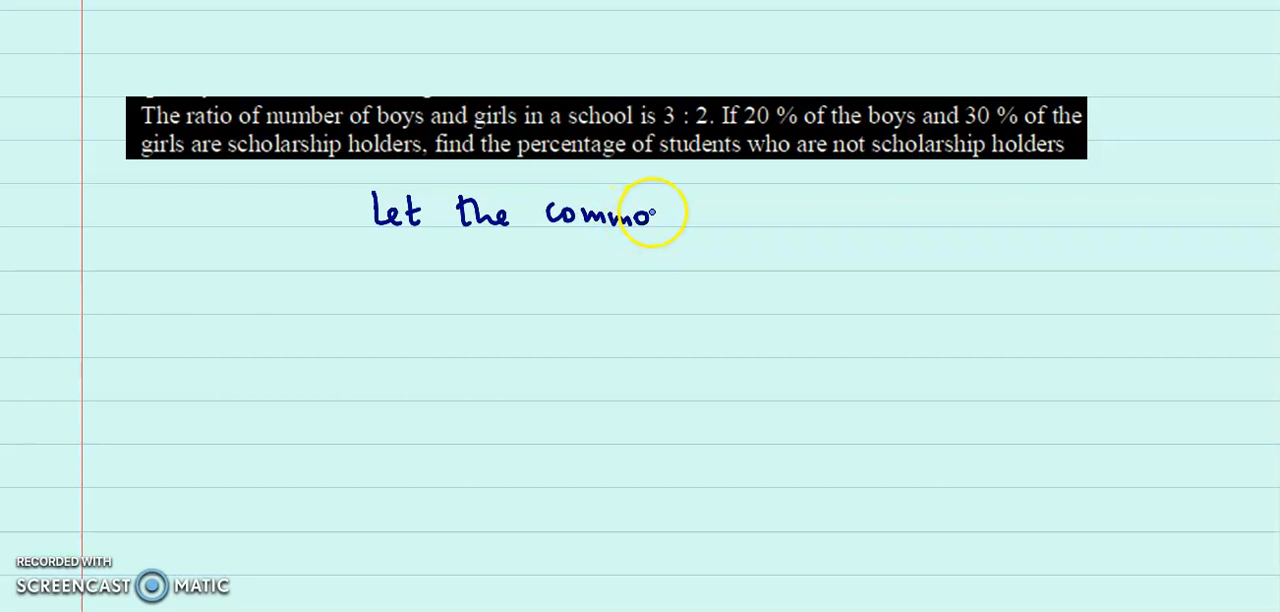 The ratio of number of boys and girls in a school is 3 : 2. If 20 % of the boys and 30 % of the
girls are scholarship holders, find the percentage of students who are not scholarship holders
Let the commo
RECORDED WITH
SCREENCAST MATIC